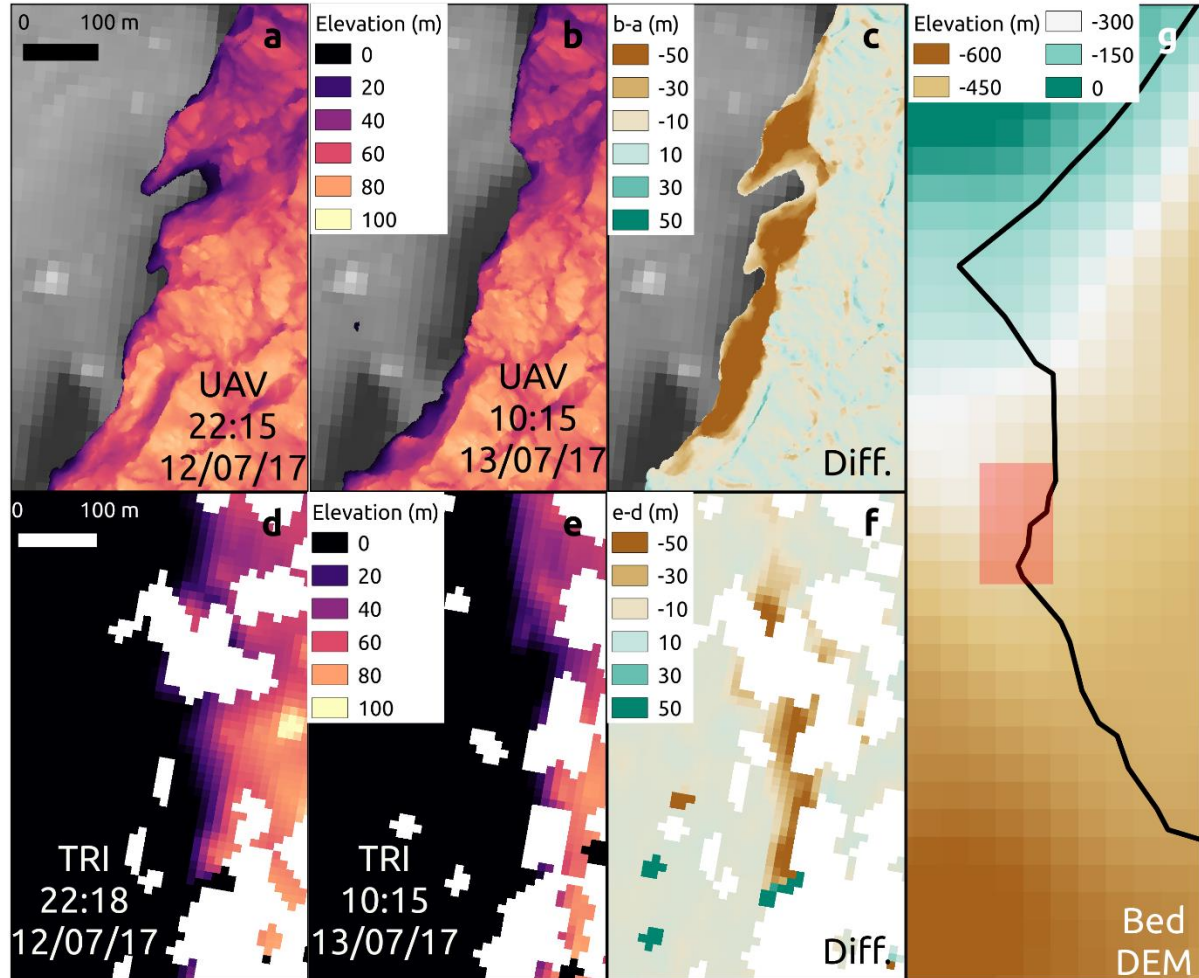 0 100 m
a
Elevation (m)
0
20
40
60
80
100
b
b-a (m)
-50
-30
-10
10
30
50
c
Elevation (m)
-600
-450
-300
-150
0
g
UAV
22:15
12/07/17
UAV
10:15
13/07/17
Diff.
0 100 m
d
Elevation (m)
0
20
40
60
80
100
e
e-d (m)
-50
-30
-10
10
30
50
f
TRI
22:18
12/07/17
TRI
10:15
13/07/17
Diff.
Bed
DEM